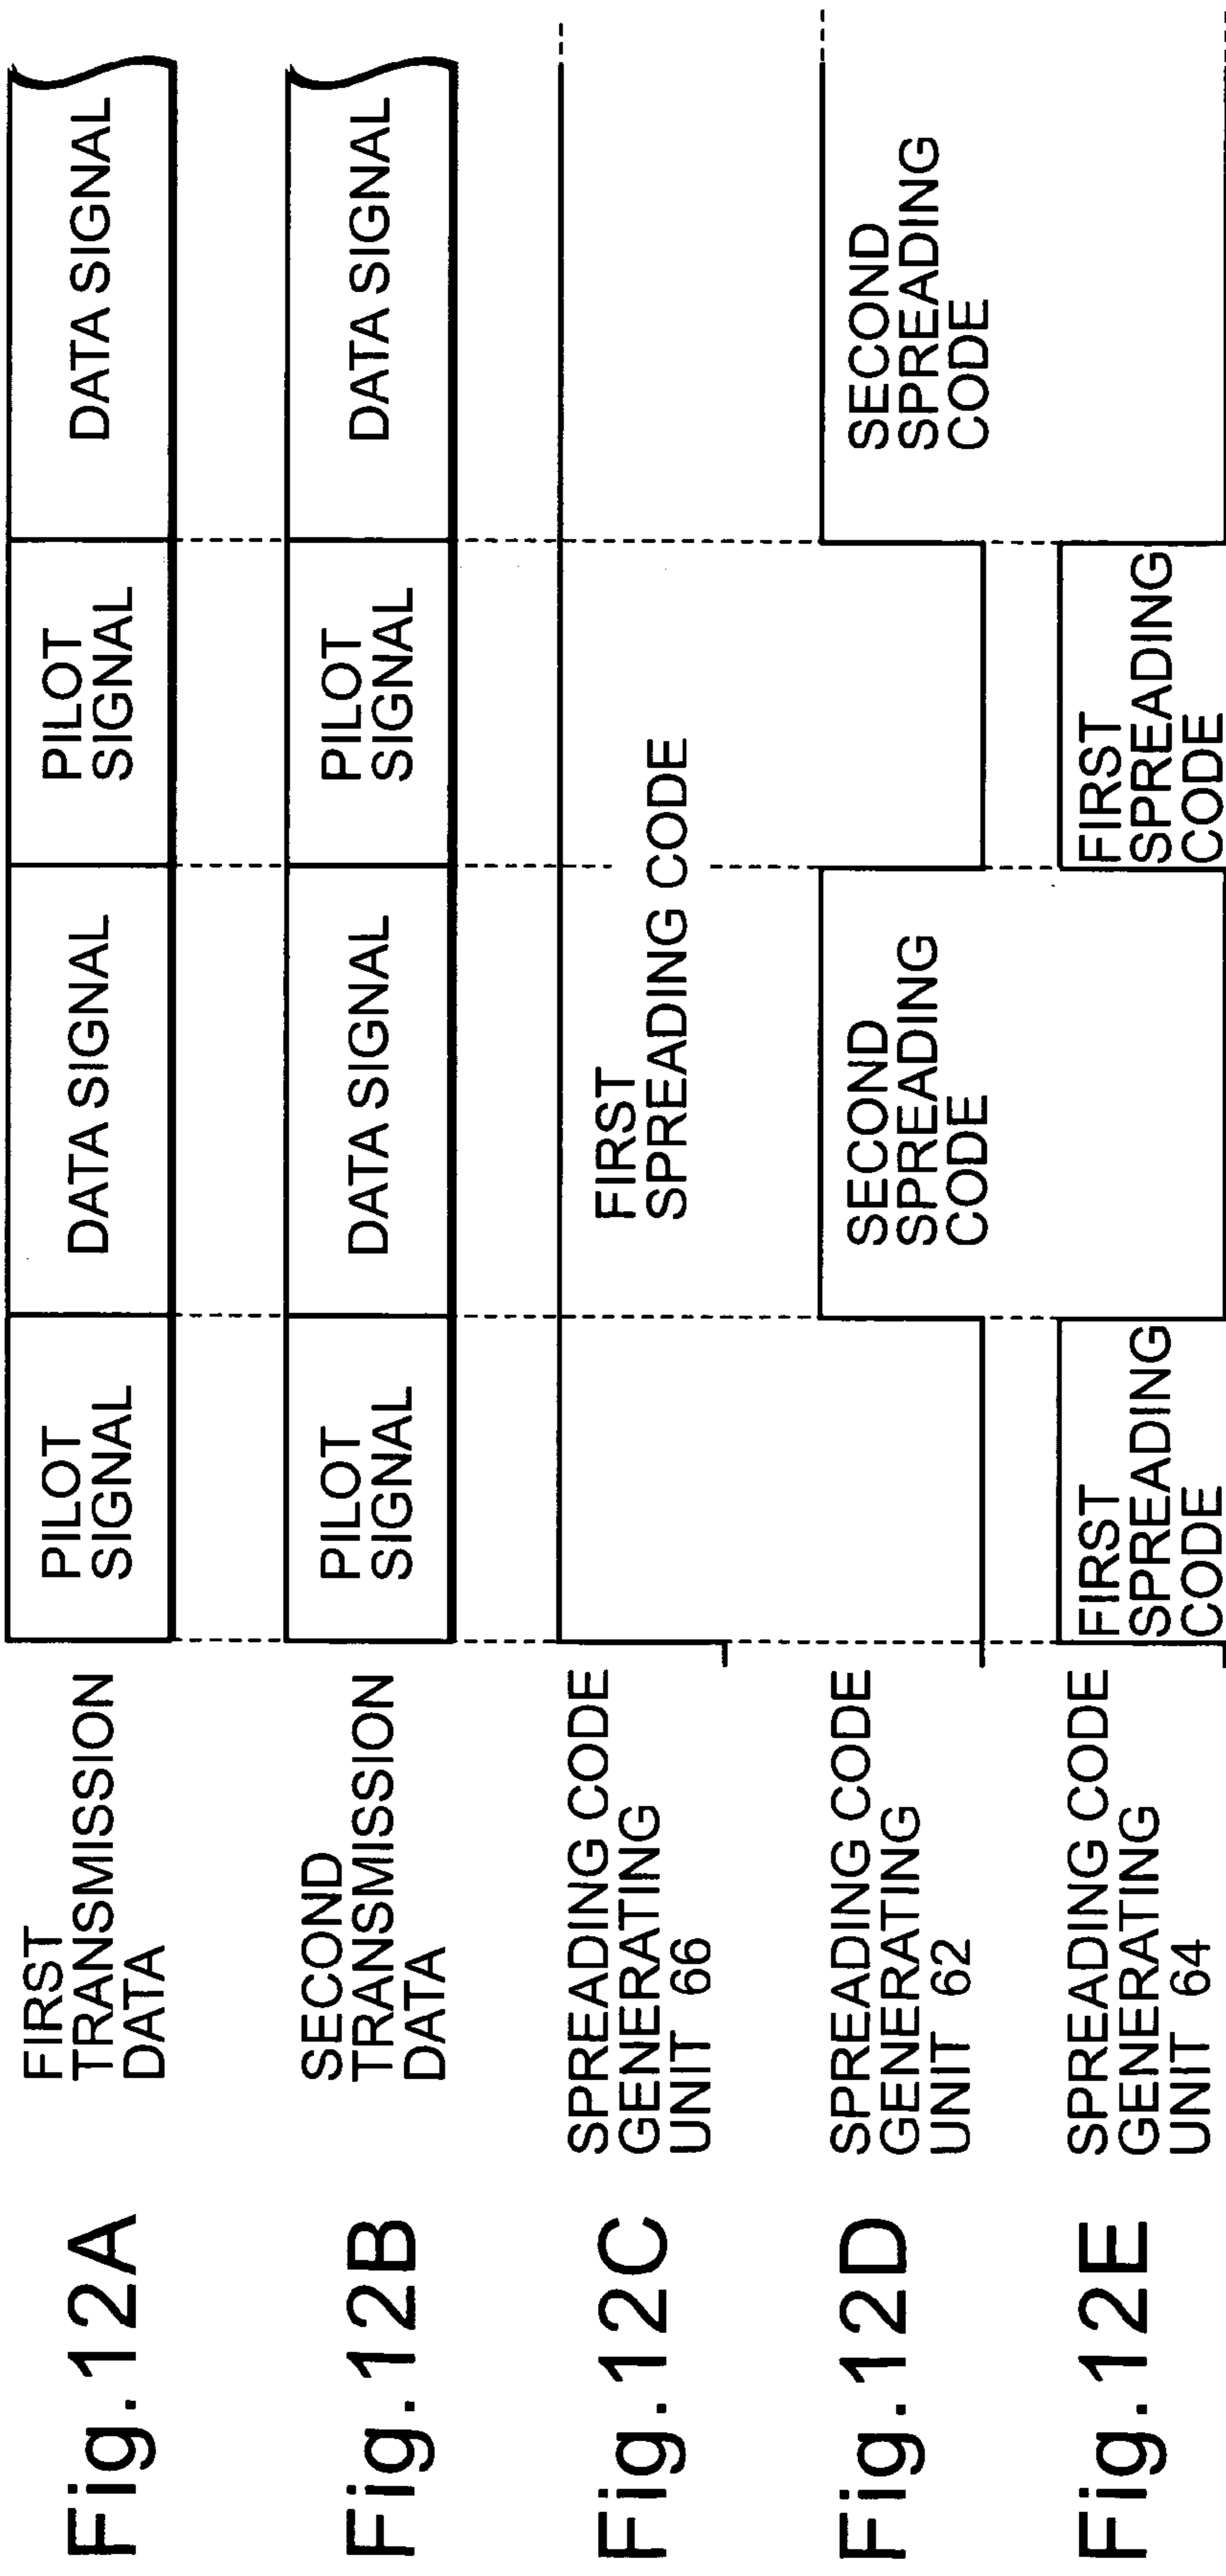 Fig.12A
FIRST
TRANSMISSION
DATA
PILOT
SIGNAL
DATA SIGNAL
PILOT
SIGNAL
DATA SIGNAL
Fig.12B
SECOND
TRANSMISSION
DATA
PILOT
SIGNAL
DATA SIGNAL
PILOT
SIGNAL
DATA SIGNAL
Fig.12C
SPREADING CODE
GENERATING
UNIT 66
FIRST
SPREADING CODE
Fig.12D
SPREADING CODE
GENERATING
UNIT 62
SECOND
SPREADING
CODE
SECOND
SPREADING
CODE
Fig.12E
SPREADING CODE
GENERATING
UNIT 64
FIRST
SPREADING
CODE
FIRST
SPREADING
CODE